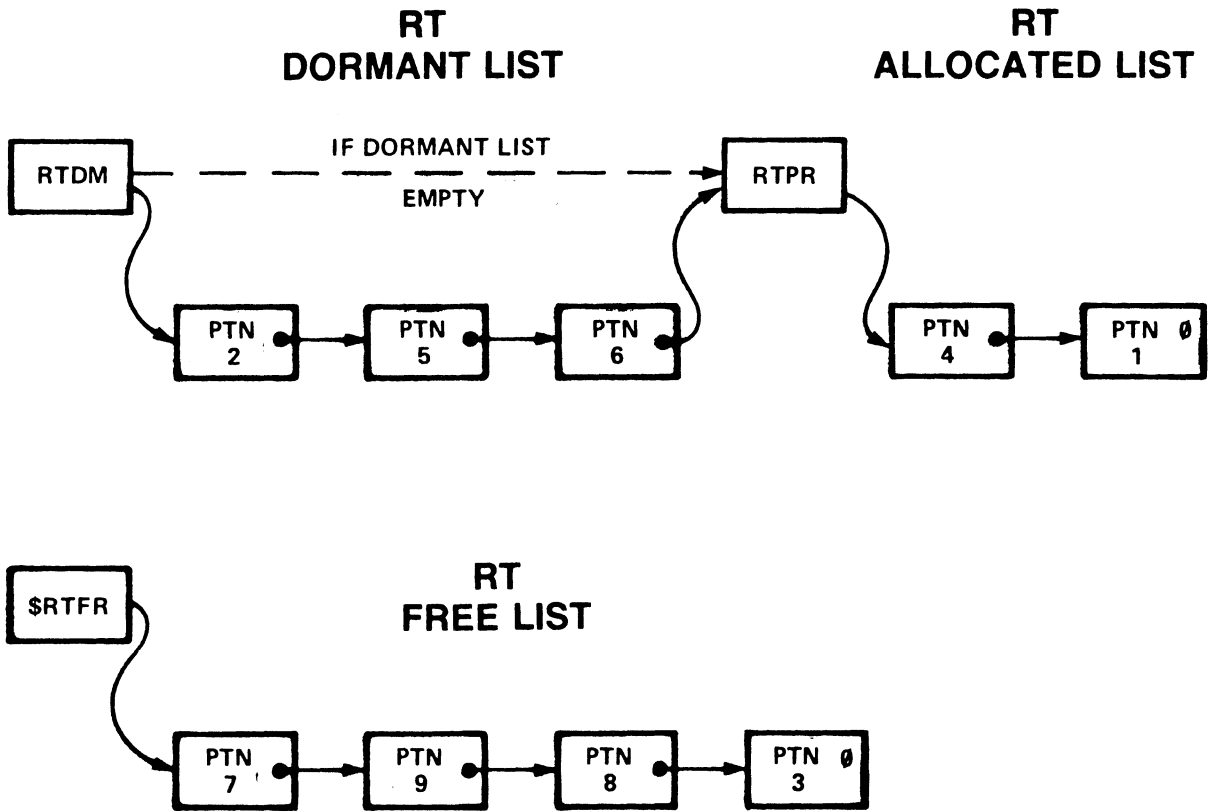 RT
DORMANT LIST
RT
ALLOCATED LIST
RTDM
IF DORMANT LIST
EMPTY
RTPR
PTN
2
PTN
5
PTN
6
PTN
4
PTN Ø
1
$RTFR
RT
FREE LIST
PTN
7
PTN
9
PTN
8
PTN Ø
3